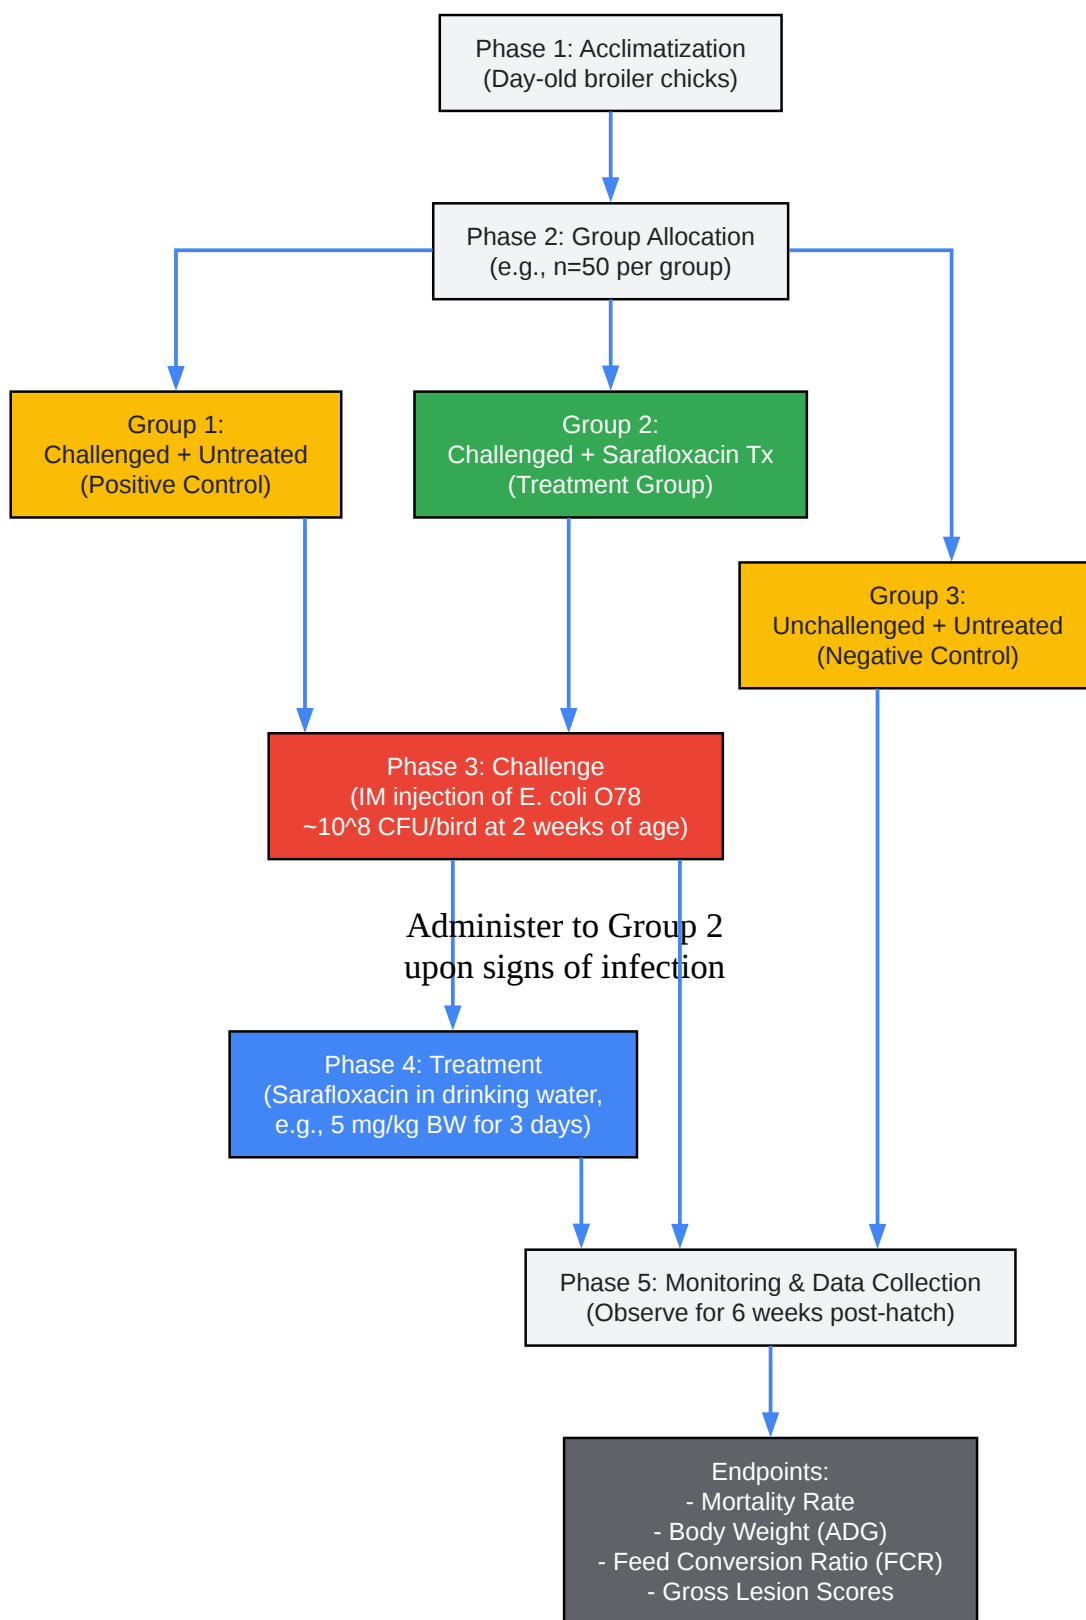 Phase 1: Acclimatization
(Day-old broiler chicks)
Phase 2: Group Allocation
(e.g., n=50 per group)
Group 1:
Challenged + Untreated
(Positive Control)
Group 2:
Challenged + Sarafloxacin Tx
(Treatment Group)
Group 3:
Unchallenged + Untreated
(Negative Control)
Phase 3: Challenge
(IM injection of E. coli O78
~10^8 CFU/bird at 2 weeks of age)
Administer to Group 2
upon signs of infection
Phase 4: Treatment
(Sarafloxacin in drinking water,
e.g., 5 mg/kg BW for 3 days)
Phase 5: Monitoring & Data Collection
(Observe for 6 weeks post-hatch)
Endpoints:
- Mortality Rate
- Body Weight (ADG)
- Feed Conversion Ratio (FCR)
- Gross Lesion Scores